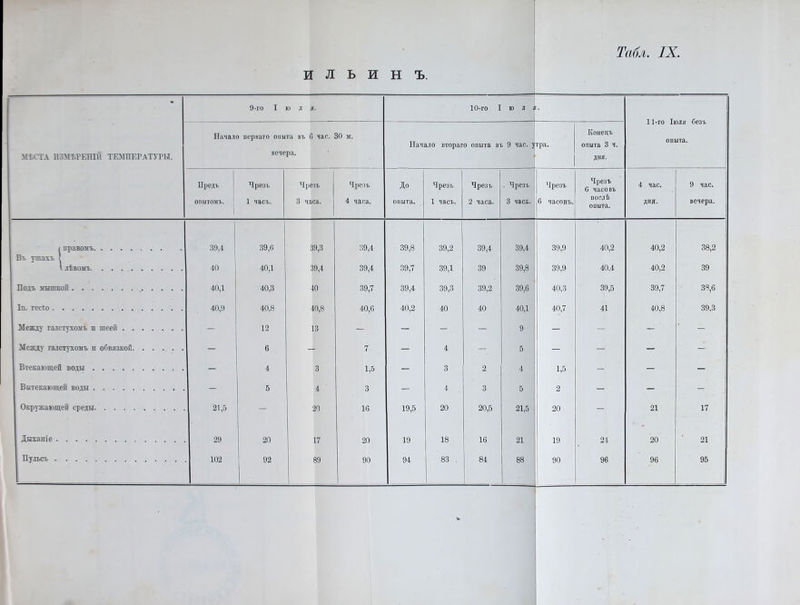 Табл. IX.
ИЛЬИНЪ.
МѢСТА ИЗМѢРЕНІЙ ТЕМПЕРАТУРЫ.
9-го Іюля.
Начало перваго опыта въ 6 час. 30 м. вечера.
10-го Іюля.
Начало втораго опыта въ 9 час. утра.
Конецъ опыта 3 ч. дня.
11-го Іюля безъ опыта.
Предъ опытомъ. Чрезъ 1 часъ. Чрезъ 3 часа. Чрезъ 4 часа. До опыта. Чрезъ 1 часъ. Чрезъ 2 часа. Чрезъ 3 часа. Чрезъ 6 часовъ. Чрезъ 6 часовъ послѣ опыта. 4 час. дня. 9 час. вечера.
Въ ушахъ
правомъ. 39,4 39,6 39,3 39,4 39,8 39,2 39,4 39,4 39,9 40,2 40,2 38,2
лѣвомъ. 40 40,1 39,4 39,4 39,7 39,1 39 39,8 39,9 40,4 40,2 39
Подъ мышкой 40,1 40,3 40 39,7 39,4 39,3 39,2 39,6 40,3 39,5 39,7 38,6
In. recto 40,9 40,8 40,8 40,6 40,2 40 40 40,1 40,7 41 40,8 39,3
Между галстухомъ и шеей — 12 13 — — — — 9 — — — —
Между галстухомъ и обвязкой. — 6 — 7 — 4 — 5 — — — —
Втекающей воды — 4 3 1,5 — 3 2 4 1,5 — — —
Вытекающей воды — 5 4 3 — 4 3 5 2 — — —
Окружающей среды. 21,5 — 20 16 19,5 20 20,5 21,5 20 — 21 17
Дыханіе 29 20 17 20 19 18 16 21 19 24 20 21
Пульсъ 102 92 89 90 94 83 84 88 90 96 96 95